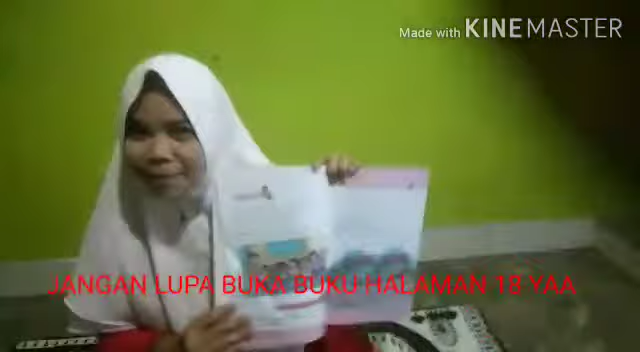 Made with KINEMASTER
JANGAN LUPA BUKA BUKU HALAMAN 18 YAA